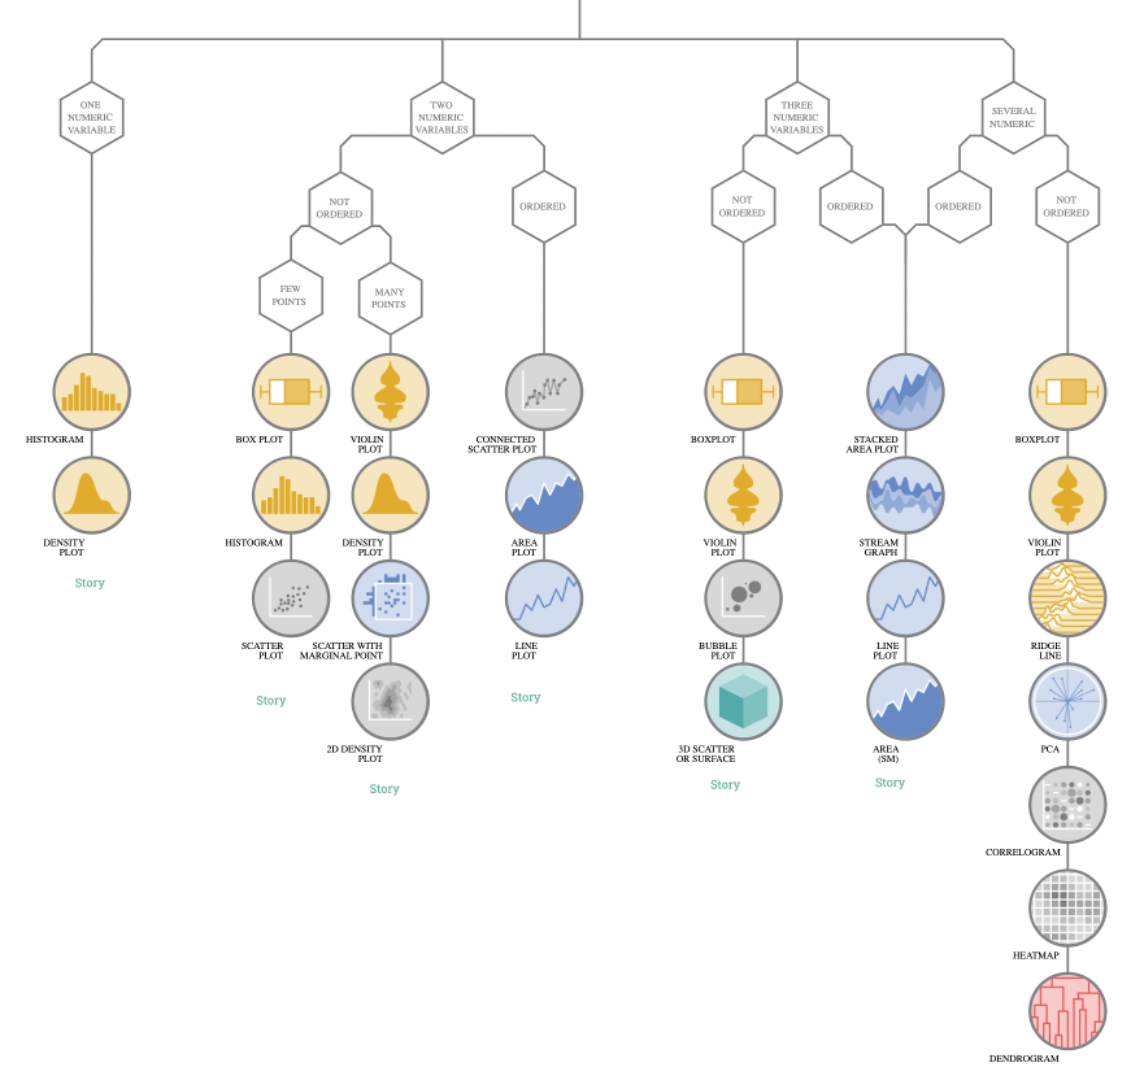 ONE
NUMERIC
VARIABLE
TWO
NUMERIC
VARIABLES
THREE
NUMERIC
VARIABLES
SEVERAL
NUMERIC
NOT
ORDERED
ORDERED
NOT
ORDERED
ORDERED
ORDERED
NOT
ORDERED
FEW
POINTS
MANY
POINTS
HISTOGRAM
BOX PLOT
VIOLIN
PLOT
CONNECTED
SCATTER PLOT
BOXPLOT
STACKED
AREA PLOT
BOXPLOT
DENSITY
PLOT
HISTOGRAM
DENSITY
PLOT
AREA
PLOT
VIOLIN
PLOT
STREAM
GRAPH
VIOLIN
PLOT
Story
SCATTER
PLOT
SCATTER WITH
MARGINAL POINT
LINE
PLOT
BUBBLE
PLOT
LINE
PLOT
RIDGE
LINE
Story
Story
2D DENSITY
PLOT
3D SCATTER
OR SURFACE
AREA
(SM)
PCA
Story
Story
Story
CORRELOGRAM
HEATMAP
DENDROGRAM